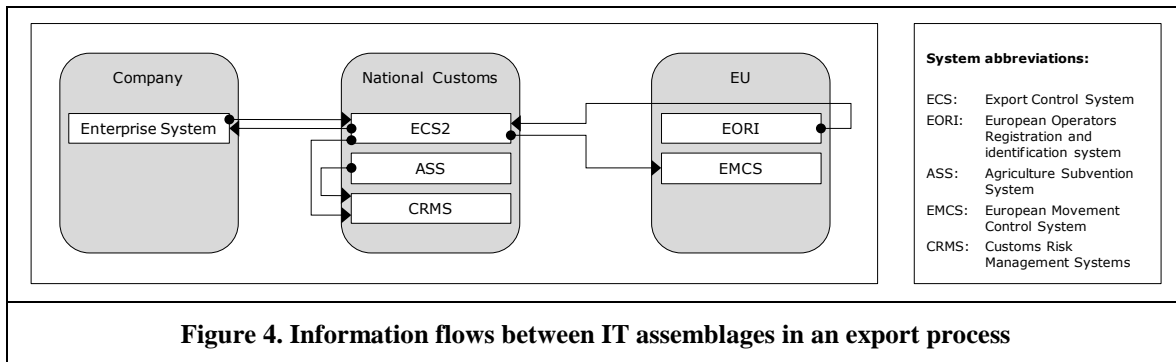 Company
National Customs
EU
Enterprise System
ECS2
EORI
ASS
EMCS
CRMS
System abbreviations:
ECS: Export Control System
EORI: European Operators
Registration and
identification system
ASS: Agriculture Subvention
System
EMCS: European Movement
Control System
CRMS: Customs Risk
Management Systems
Figure 4. Information flows between IT assemblages in an export process